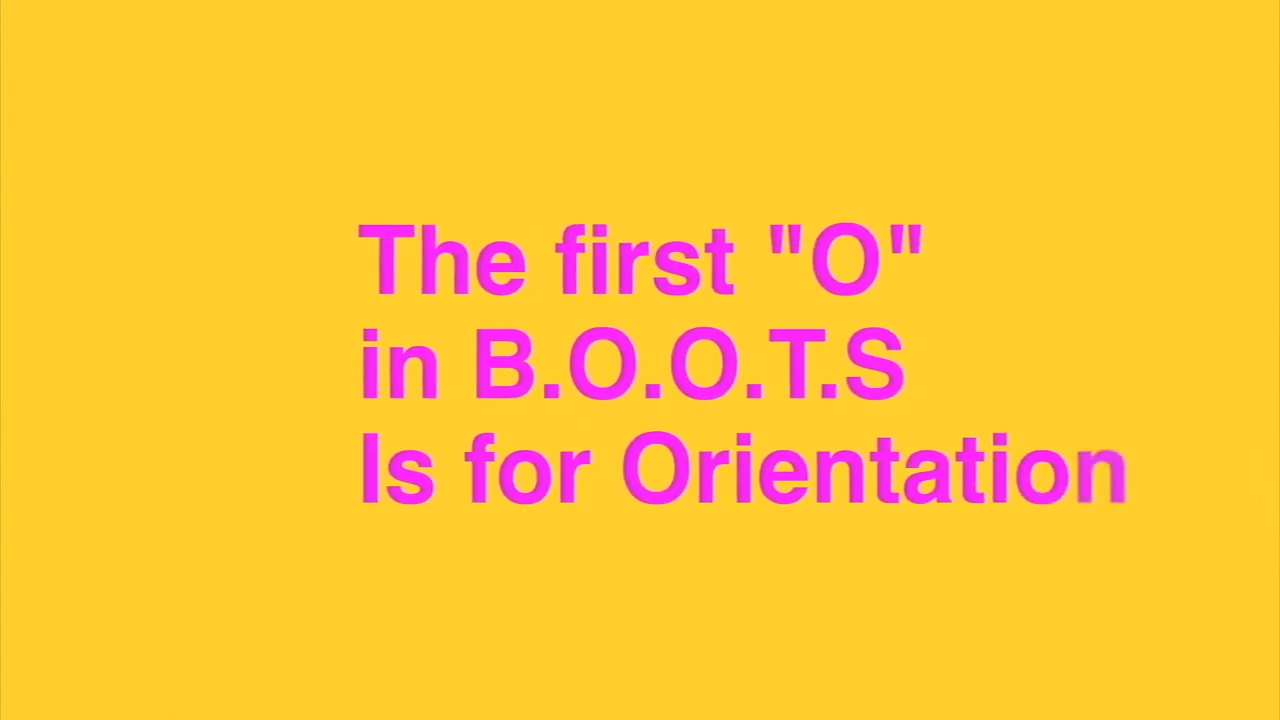 The first "O"
in B.O.O.T.S
Is for Orientation